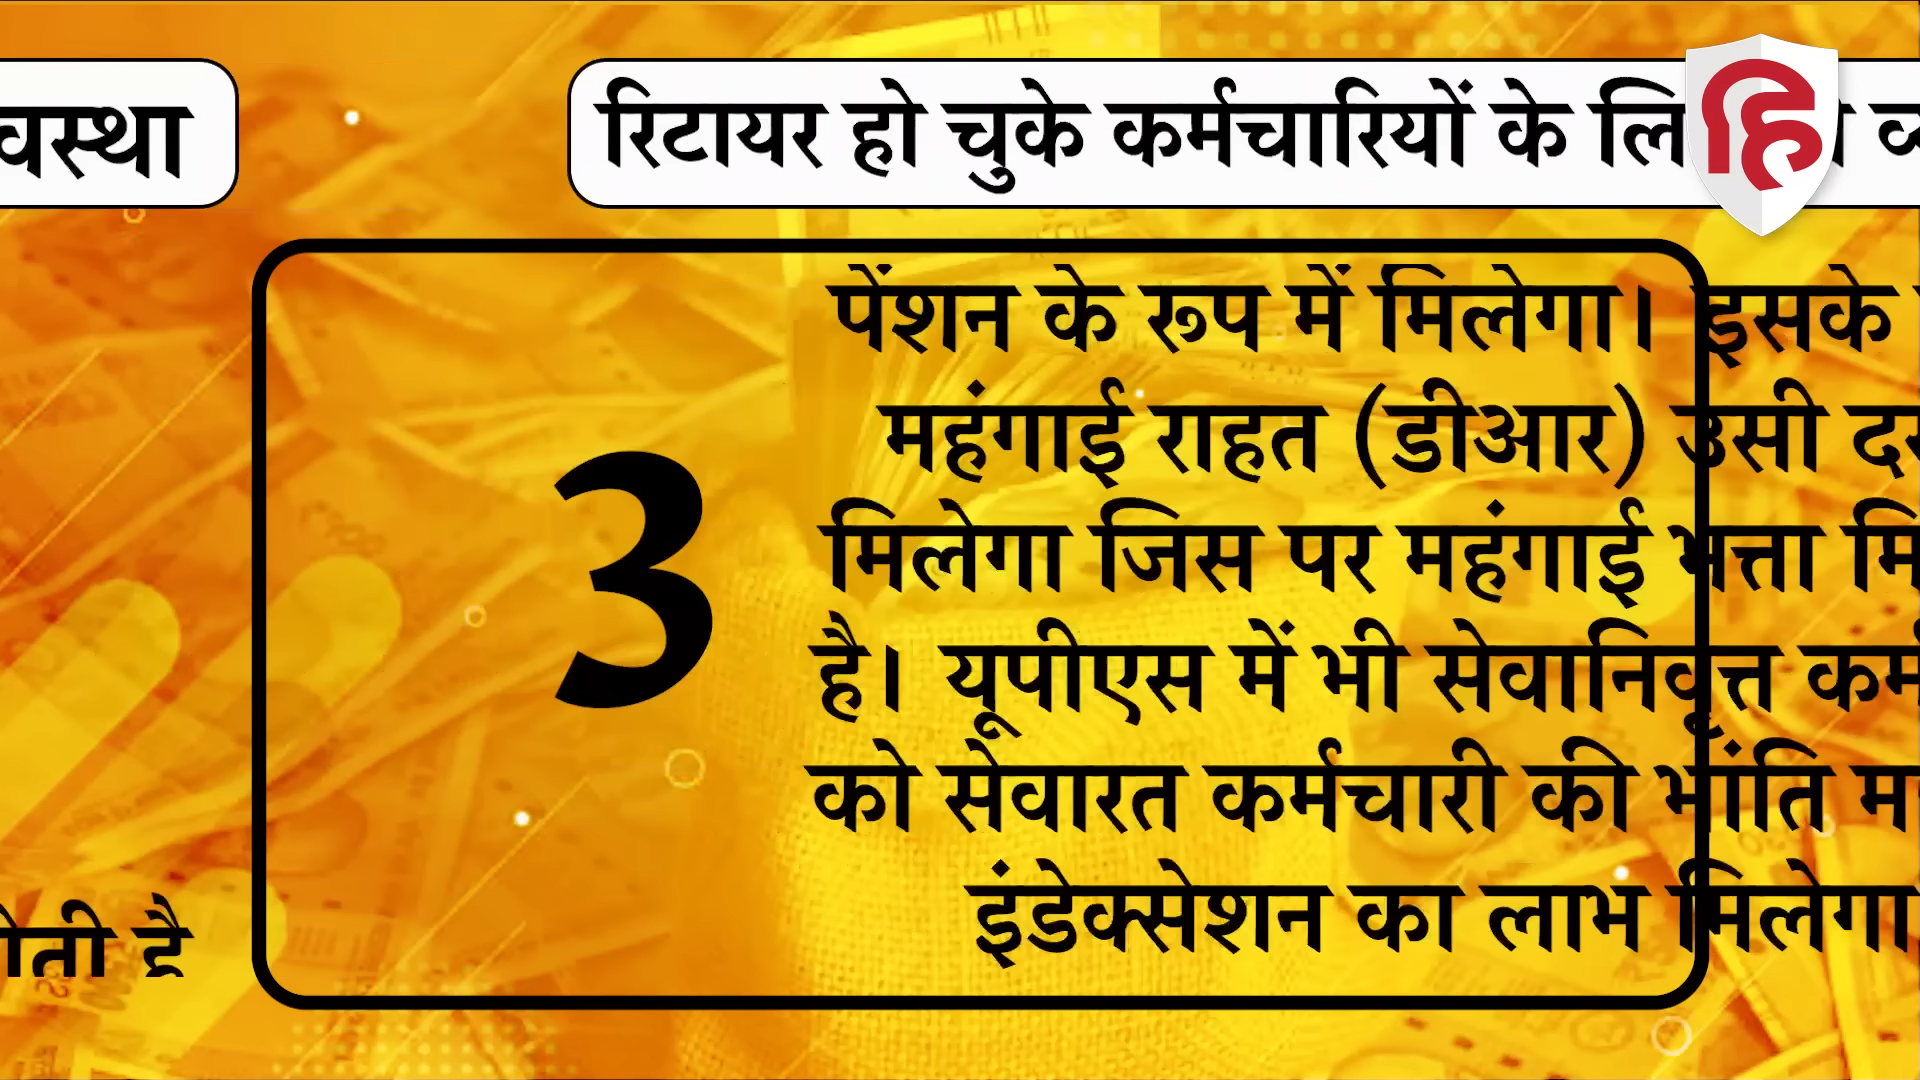 वस्था
रिटायर हो चुके कर्मचारियों के
हि
पेंशन के रूप में मिलेगा। इसके
महंगाई राहत (डीआर) उसी
3
मिलेगा जिस पर महंगाई भत्ता
है। यूपीएस में भी सेवानिवृत्त
को सेवारत कर्मचारी की भांति
इंडेक्सेशन का लाभ मिलेगा
है